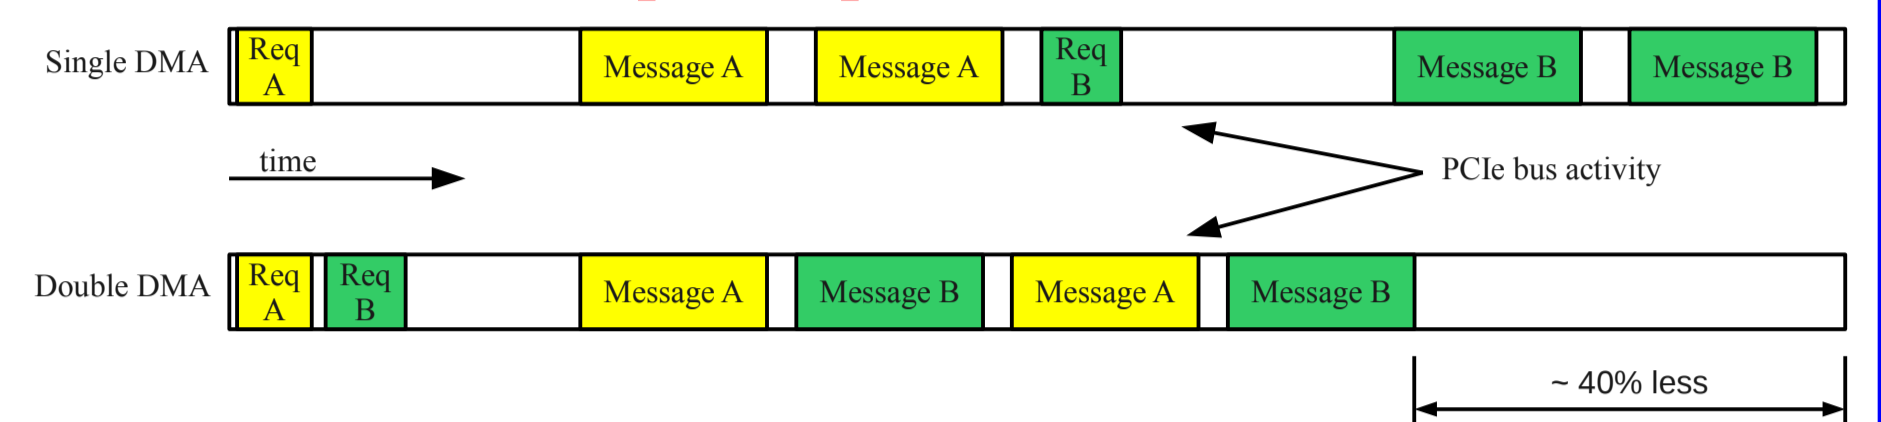 Single DMA
Req
A
Message A
Message A
Req
B
Message B
Message B
time
PCIe bus activity
Double DMA
Req
A
Req
B
Message A
Message B
Message A
Message B
~ 40% less